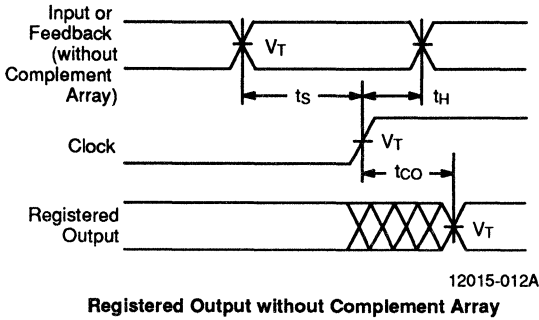 Input or
Feedback
(without
Complement
Array)
VT
tS
tH
Clock
VT
tCO
Registered
Output
VT
12015-012A
Registered Output without Complement Array